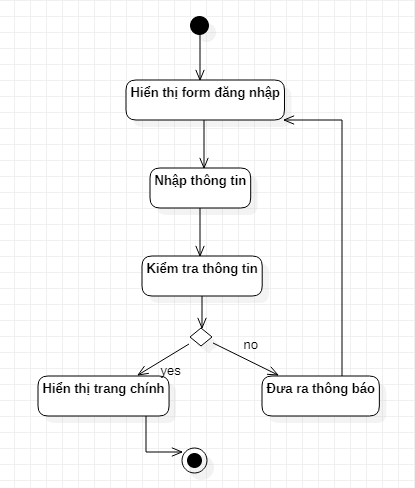 Hiển thị form đăng nhập
Nhập thông tin
Kiểm tra thông tin
no
yes
Hiển thị trang chính
Đưa ra thông báo